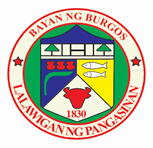 BAYAN NG BURGOS
LALAWIGAN NG PANGASINAN
1830